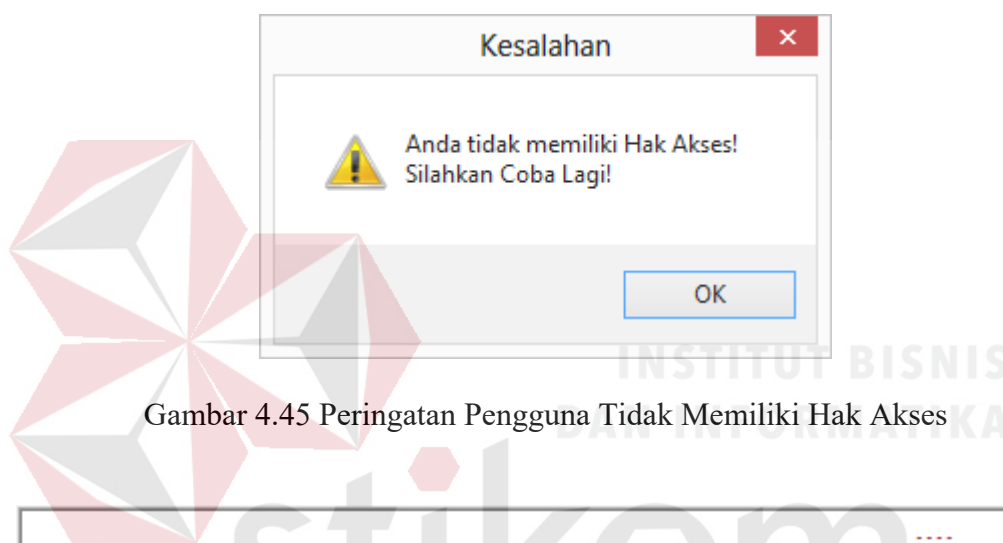 Kesalahan
Anda tidak memiliki Hak Akses!
Silahkan Coba Lagi!
OK
INSTITUT BISNIS
Gambar 4.45 Peringatan Pengguna Tidak Memiliki Hak Akses
DAN INFORMATIKA
stikom